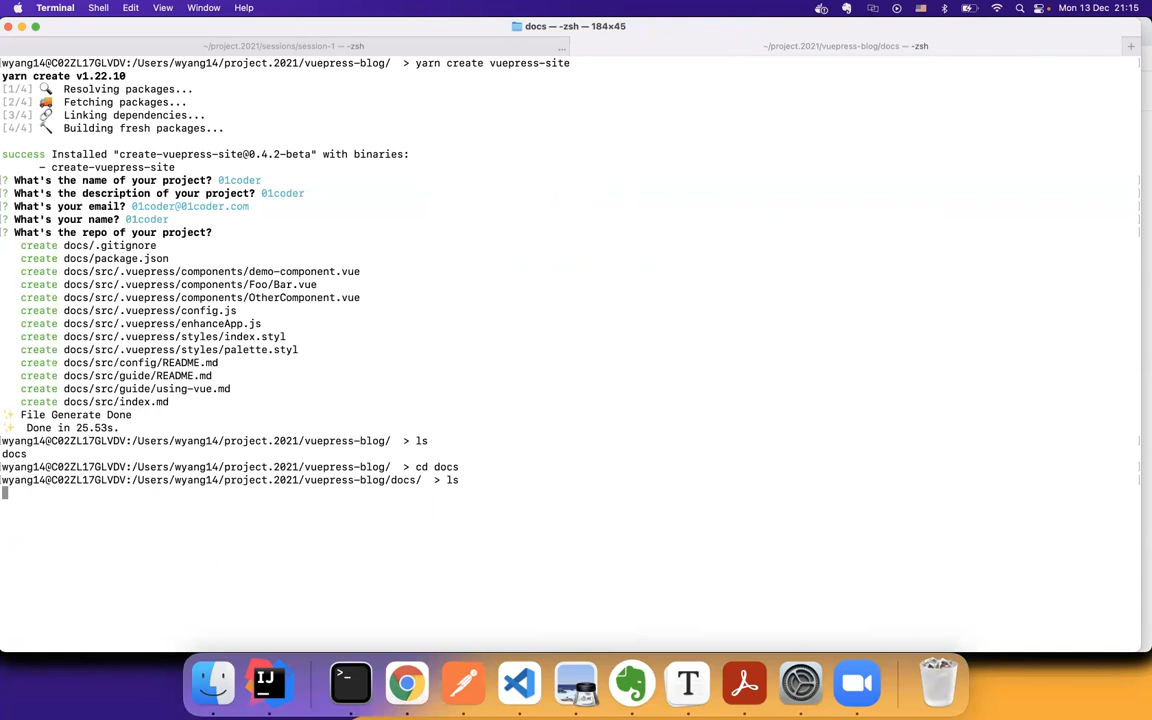 Terminal Shell Edit View Window Help Mon 13 Dec 21:15
docs — -zsh — 184×45
~/project.2021/sessions/session-1 — -zsh ... ~/project.2021/vuepress-blog/docs — -zsh +
[wyang14@C02ZL17GLVDV:/Users/wyang14/project.2021/vuepress-blog/ > yarn create vuepress-site ]
yarn create v1.22.10
[1/4] 🔍 Resolving packages...
[2/4] 🚚 Fetching packages...
[3/4] 🔗 Linking dependencies...
[4/4] 🔨 Building fresh packages...
success Installed "create-vuepress-site@0.4.2-beta" with binaries:
- create-vuepress-site
[? What's the name of your project? 01coder ]
[? What's the description of your project? 01coder ]
[? What's your email? 01coder@01coder.com ]
[? What's your name? 01coder ]
[? What's the repo of your project? ]
create docs/.gitignore
create docs/package.json
create docs/src/.vuepress/components/demo-component.vue
create docs/src/.vuepress/components/Foo/Bar.vue
create docs/src/.vuepress/components/OtherComponent.vue
create docs/src/.vuepress/config.js
create docs/src/.vuepress/enhanceApp.js
create docs/src/.vuepress/styles/index.styl
create docs/src/.vuepress/styles/palette.styl
create docs/src/config/README.md
create docs/src/guide/README.md
create docs/src/guide/using-vue.md
create docs/src/index.md
✨ File Generate Done
✨ Done in 25.53s.
[wyang14@C02ZL17GLVDV:/Users/wyang14/project.2021/vuepress-blog/ > ls ]
docs
[wyang14@C02ZL17GLVDV:/Users/wyang14/project.2021/vuepress-blog/ > cd docs ]
[wyang14@C02ZL17GLVDV:/Users/wyang14/project.2021/vuepress-blog/docs/ > ls ]
IJ >_ T